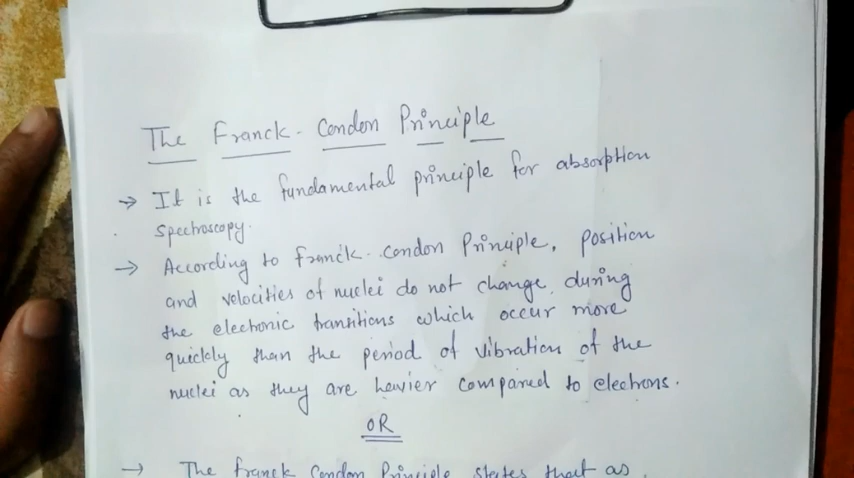 The Franck-Condon Principle
→ It is the fundamental principle for absorption
spectroscopy.
→ According to Franck-Condon Principle, position
and velocities of nuclei do not change during
the electronic transitions which occur more
quickly than the period of vibration of the
nuclei as they are heavier compared to electrons.
OR
→ The Franck Condon Principle states that as